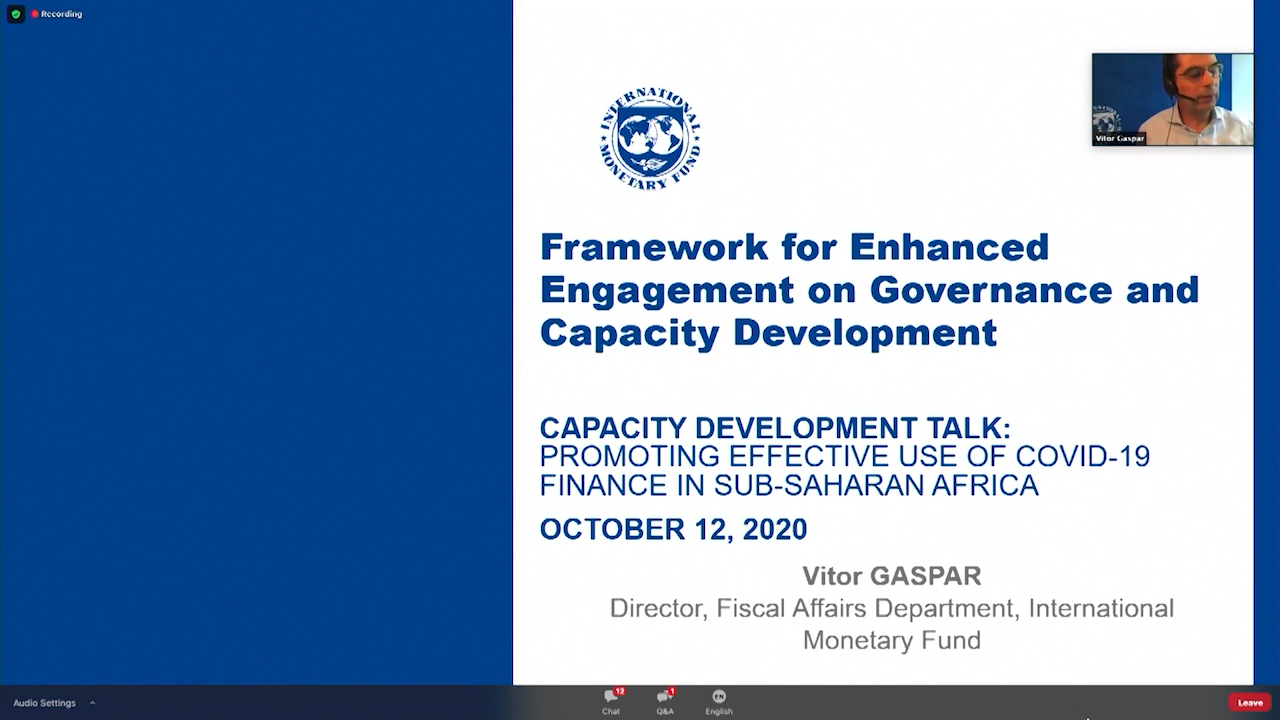 Recording
INTERNATIONAL
MONETARY FUND
Vitor Gaspar
Framework for Enhanced
Engagement on Governance and
Capacity Development
CAPACITY DEVELOPMENT TALK:
PROMOTING EFFECTIVE USE OF COVID-19
FINANCE IN SUB-SAHARAN AFRICA
OCTOBER 12, 2020
Vitor GASPAR
Director, Fiscal Affairs Department, International
Monetary Fund
Audio Settings
12
Chat
1
Q&A
EN
English
Leave